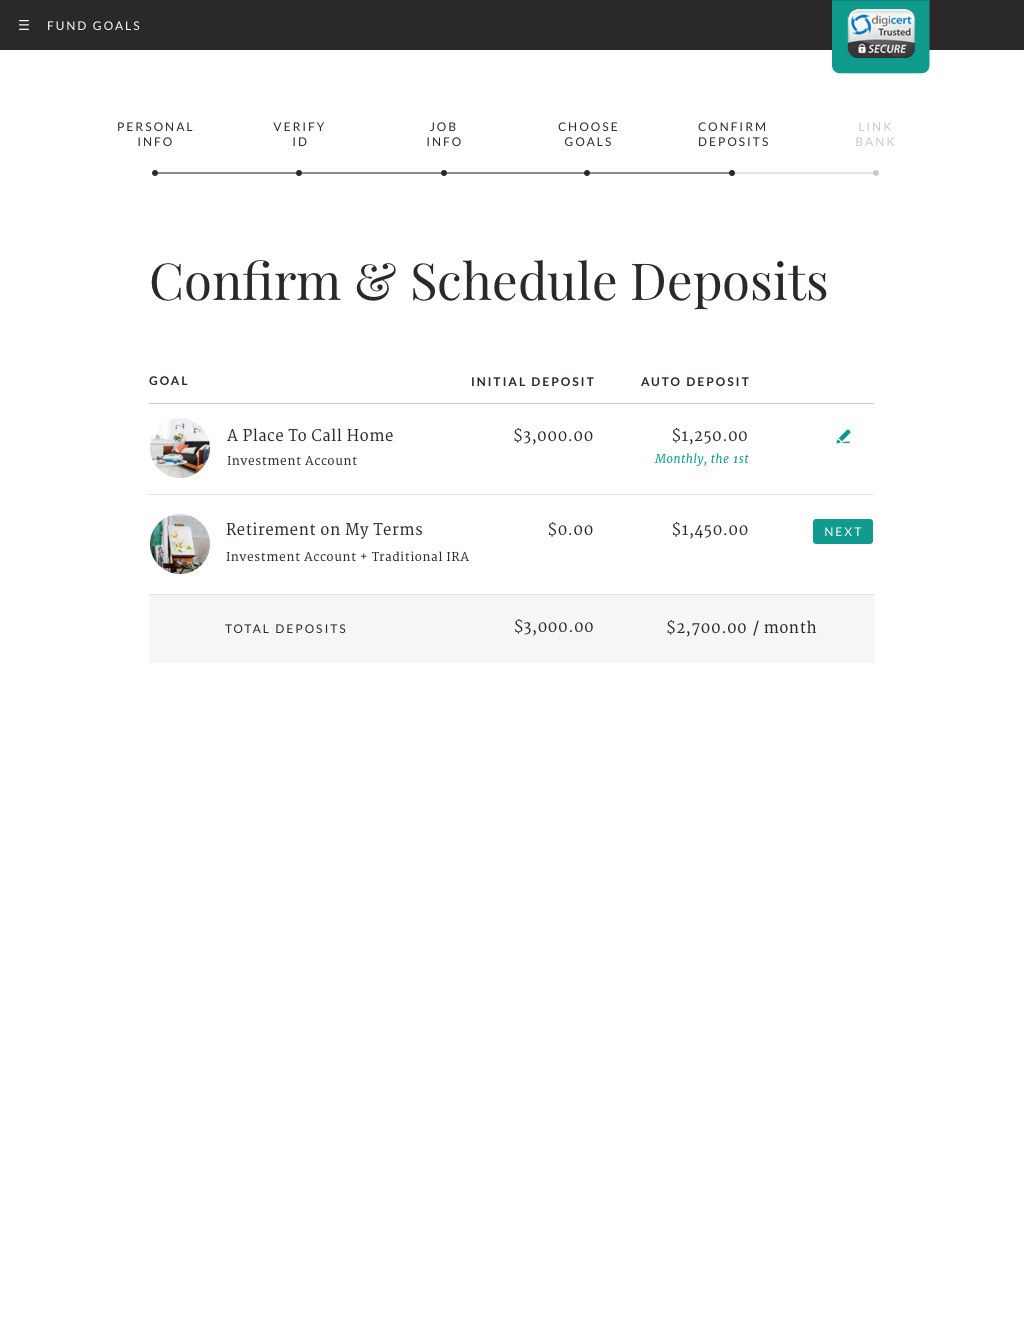 ☰ FUND GOALS
digicert
Trusted
SECURE
PERSONAL
INFO
VERIFY
ID
JOB
INFO
CHOOSE
GOALS
CONFIRM
DEPOSITS
LINK
BANK
Confirm & Schedule Deposits
GOAL INITIAL DEPOSIT AUTO DEPOSIT
A Place To Call Home $3,000.00 $1,250.00
Investment Account Monthly, the 1st
Retirement on My Terms $0.00 $1,450.00 NEXT
Investment Account + Traditional IRA
TOTAL DEPOSITS $3,000.00 $2,700.00 / month